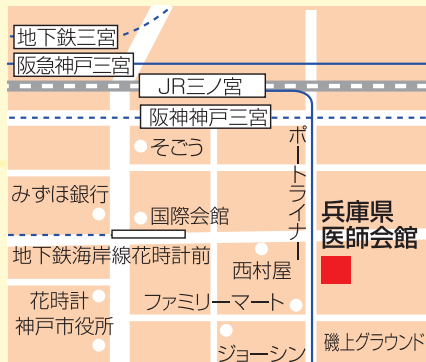 地下鉄三宮
阪急神戸三宮
JR三ノ宮
阪神神戸三宮
そごう
ポートライナー
みずほ銀行
国際会館
兵庫県
医師会館
地下鉄海岸線花時計前
西村屋
花時計
ファミリーマート
神戸市役所
ジョーシン
磯上グラウンド